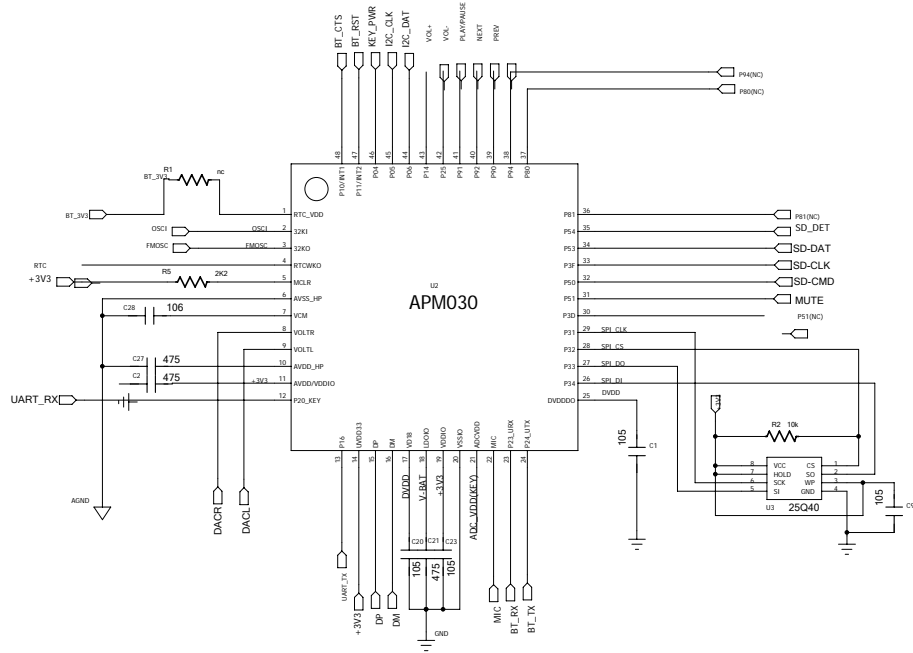 BT_CTS
BT_RST
KEY_PWR
I2C_CLK
I2C_DAT
VOL+
VOL-
PLAY/PAUSE
NEXT
PREV
P94(NC)
P80(NC)
48
47
46
45
44
43
42
41
40
39
38
37
P10/INT1
P11/INT2
P04
P05
P06
P14
P25
P91
P92
P90
P94
P80
R1
nc
BT_3V3
BT_3V3
1 RTC_VDD
OSCI OSCI 2 32KI
FMOSC FMOSC 3 32KO
RTC 4 RTCWKO
+3V3 R5 2K2 5 MCLR
6 AVSS_HP
C28 106 7 VCM
8 VOLTR
9 VOLTL
C27 475 10 AVDD_HP
C2 475 +3V3 11 AVDD/VDDIO
UART_RX 12 P20_KEY
U2
APM030
P81 36 P81(NC)
P54 35 SD_DET
P53 34 SD-DAT
P3F 33 SD-CLK
P50 32 SD-CMD
P51 31 MUTE
P3D 30 P51(NC)
P31 29 SPI_CLK
P32 28 SPI_CS
P33 27 SPI_DO
P34 26 SPI_DI
DVDDDO 25 DVDD
P16
UVDD33
DP
DM
VD18
LDOIO
VDDIO
VSSIO
ADCVDD
MIC
P23_URX
P24_UTX
13
14
15
16
17
18
19
20
21
22
23
24
DVDD
V-BAT
+3V3
ADC_VDD(KEY)
105
C1
+3V3
R2 10k
8 VCC CS 1
7 HOLD SO 2
6 SCK WP 3
5 SI GND 4
U3 25Q40
105
C9
AGND
DACR
DACL
C20
C21
C23
105
475
105
UART_TX
+3V3
DP
DM
GND
MIC
BT_RX
BT_TX